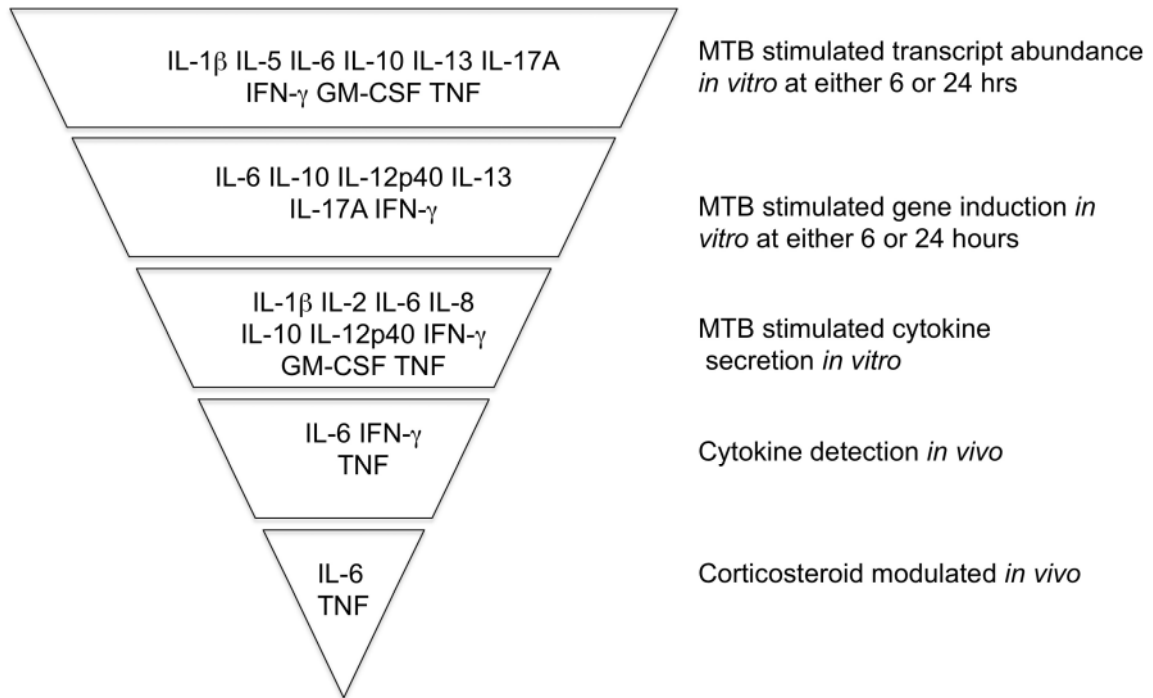 IL-1β IL-5 IL-6 IL-10 IL-13 IL-17A
IFN-γ GM-CSF TNF
MTB stimulated transcript abundance
in vitro at either 6 or 24 hrs
IL-6 IL-10 IL-12p40 IL-13
IL-17A IFN-γ
MTB stimulated gene induction in
vitro at either 6 or 24 hours
IL-1β IL-2 IL-6 IL-8
IL-10 IL-12p40 IFN-γ
GM-CSF TNF
MTB stimulated cytokine
secretion in vitro
IL-6 IFN-γ
TNF
Cytokine detection in vivo
IL-6
TNF
Corticosteroid modulated in vivo